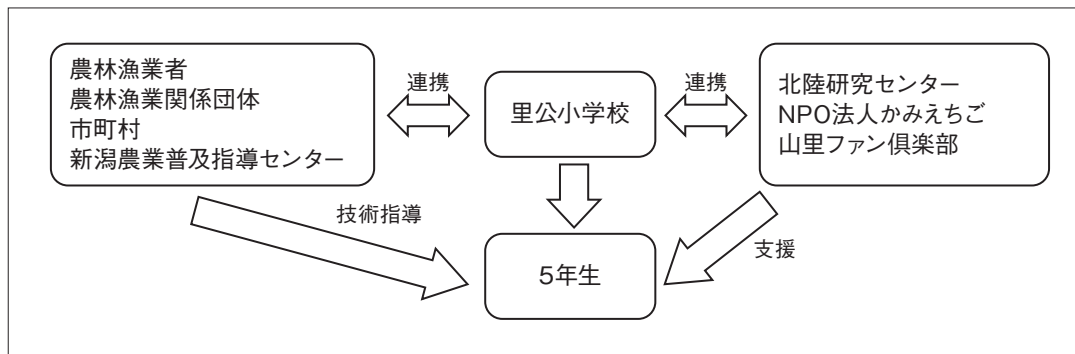 農林漁業者
農林漁業関係団体
市町村
新潟農業普及指導センター
連携
里公小学校
連携
北陸研究センター
NPO法人かみえちご
山里ファン倶楽部
技術指導
5年生
支援